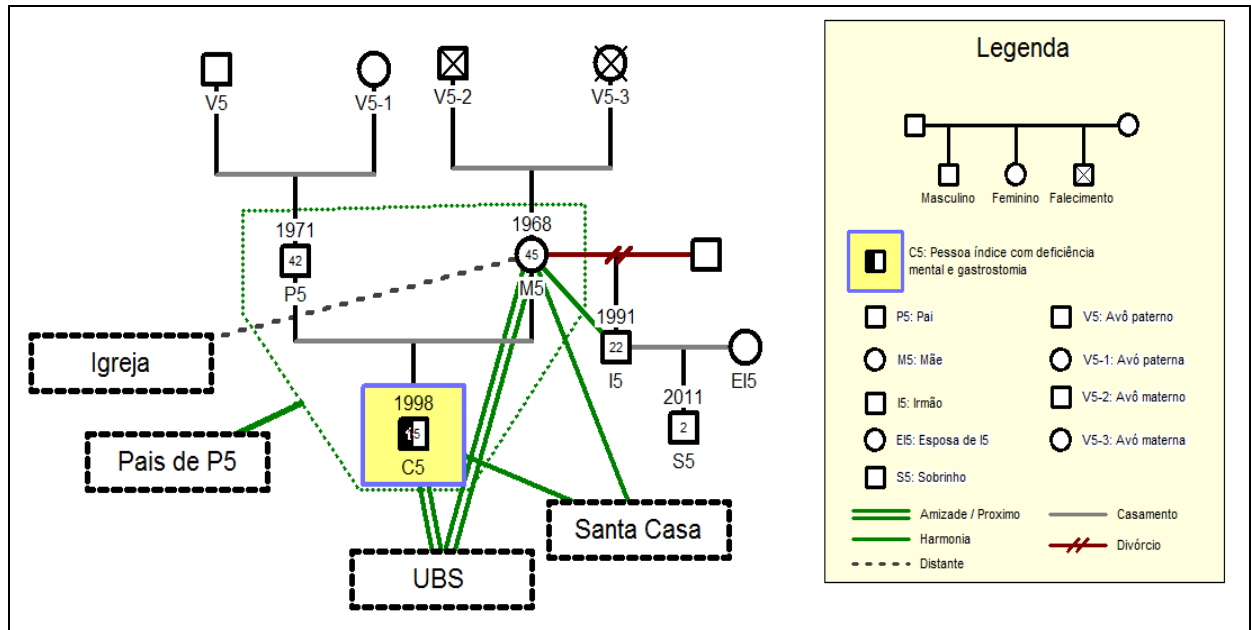 V5
V5-1
V5-2
V5-3
1971
42
P5
1968
45
M5
1991
22
I5
EI5
2011
2
S5
1998
15
C5
Igreja
Pais de P5
UBS
Santa Casa
Legenda
Masculino
Feminino
Falecimento
C5: Pessoa índice com deficiência
mental e gastrostomia
P5: Pai
V5: Avô paterno
M5: Mãe
V5-1: Avó paterna
I5: Irmão
V5-2: Avô materno
EI5: Esposa de I5
V5-3: Avó materna
S5: Sobrinho
Amizade / Proximo
Casamento
Harmonia
Divórcio
Distante